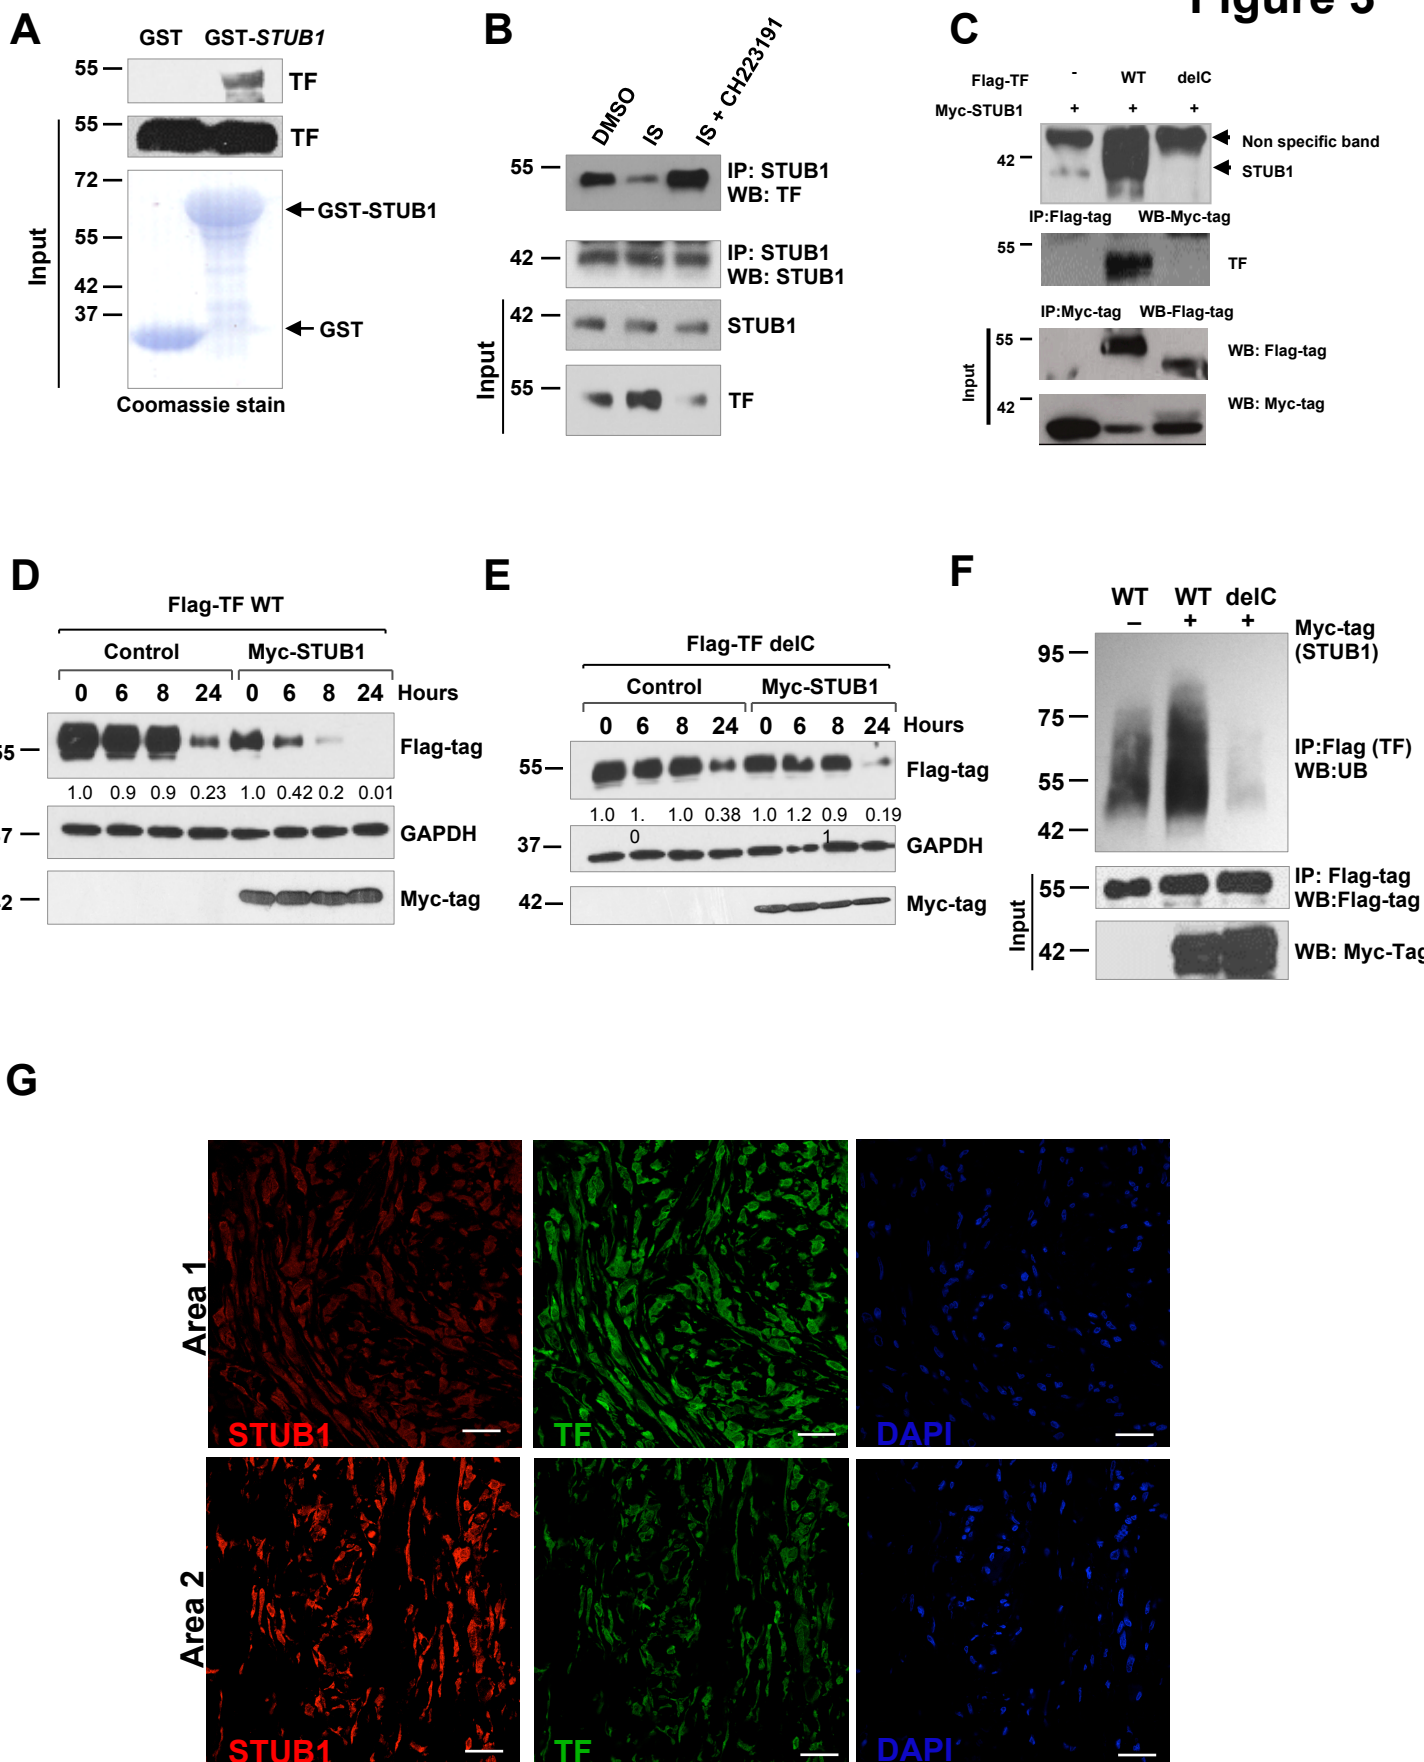 Figure 3
A
GST GST-STUB1
55
TF
55
TF
72
GST-STUB1
55
42
37
GST
Input
Coomassie stain
B
DMSO IS IS + CH223191
55
IP: STUB1
WB: TF
42
IP: STUB1
WB: STUB1
42
STUB1
55
TF
Input
C
Flag-TF - WT delC
Myc-STUB1 + + +
Non specific band
42
STUB1
IP:Flag-tag WB-Myc-tag
55
TF
IP:Myc-tag WB-Flag-tag
55
WB: Flag-tag
42
WB: Myc-tag
Input
D
Flag-TF WT
Control Myc-STUB1
0 6 8 24 0 6 8 24 Hours
55
Flag-tag
1.0 0.9 0.9 0.23 1.0 0.42 0.2 0.01
7
GAPDH
2
Myc-tag
E
Flag-TF delC
Control Myc-STUB1
0 6 8 24 0 6 8 24 Hours
55
Flag-tag
1.0 1. 1.0 0.38 1.0 1.2 0.9 0.19
0 1
37
GAPDH
42
Myc-tag
F
WT WT delC
– + +
Myc-tag
(STUB1)
95
75
55
42
IP:Flag (TF)
WB:UB
55
IP: Flag-tag
WB:Flag-tag
42
WB: Myc-Tag
Input
G
Area 1
STUB1 TF DAPI
Area 2
STUB1 TF DAPI